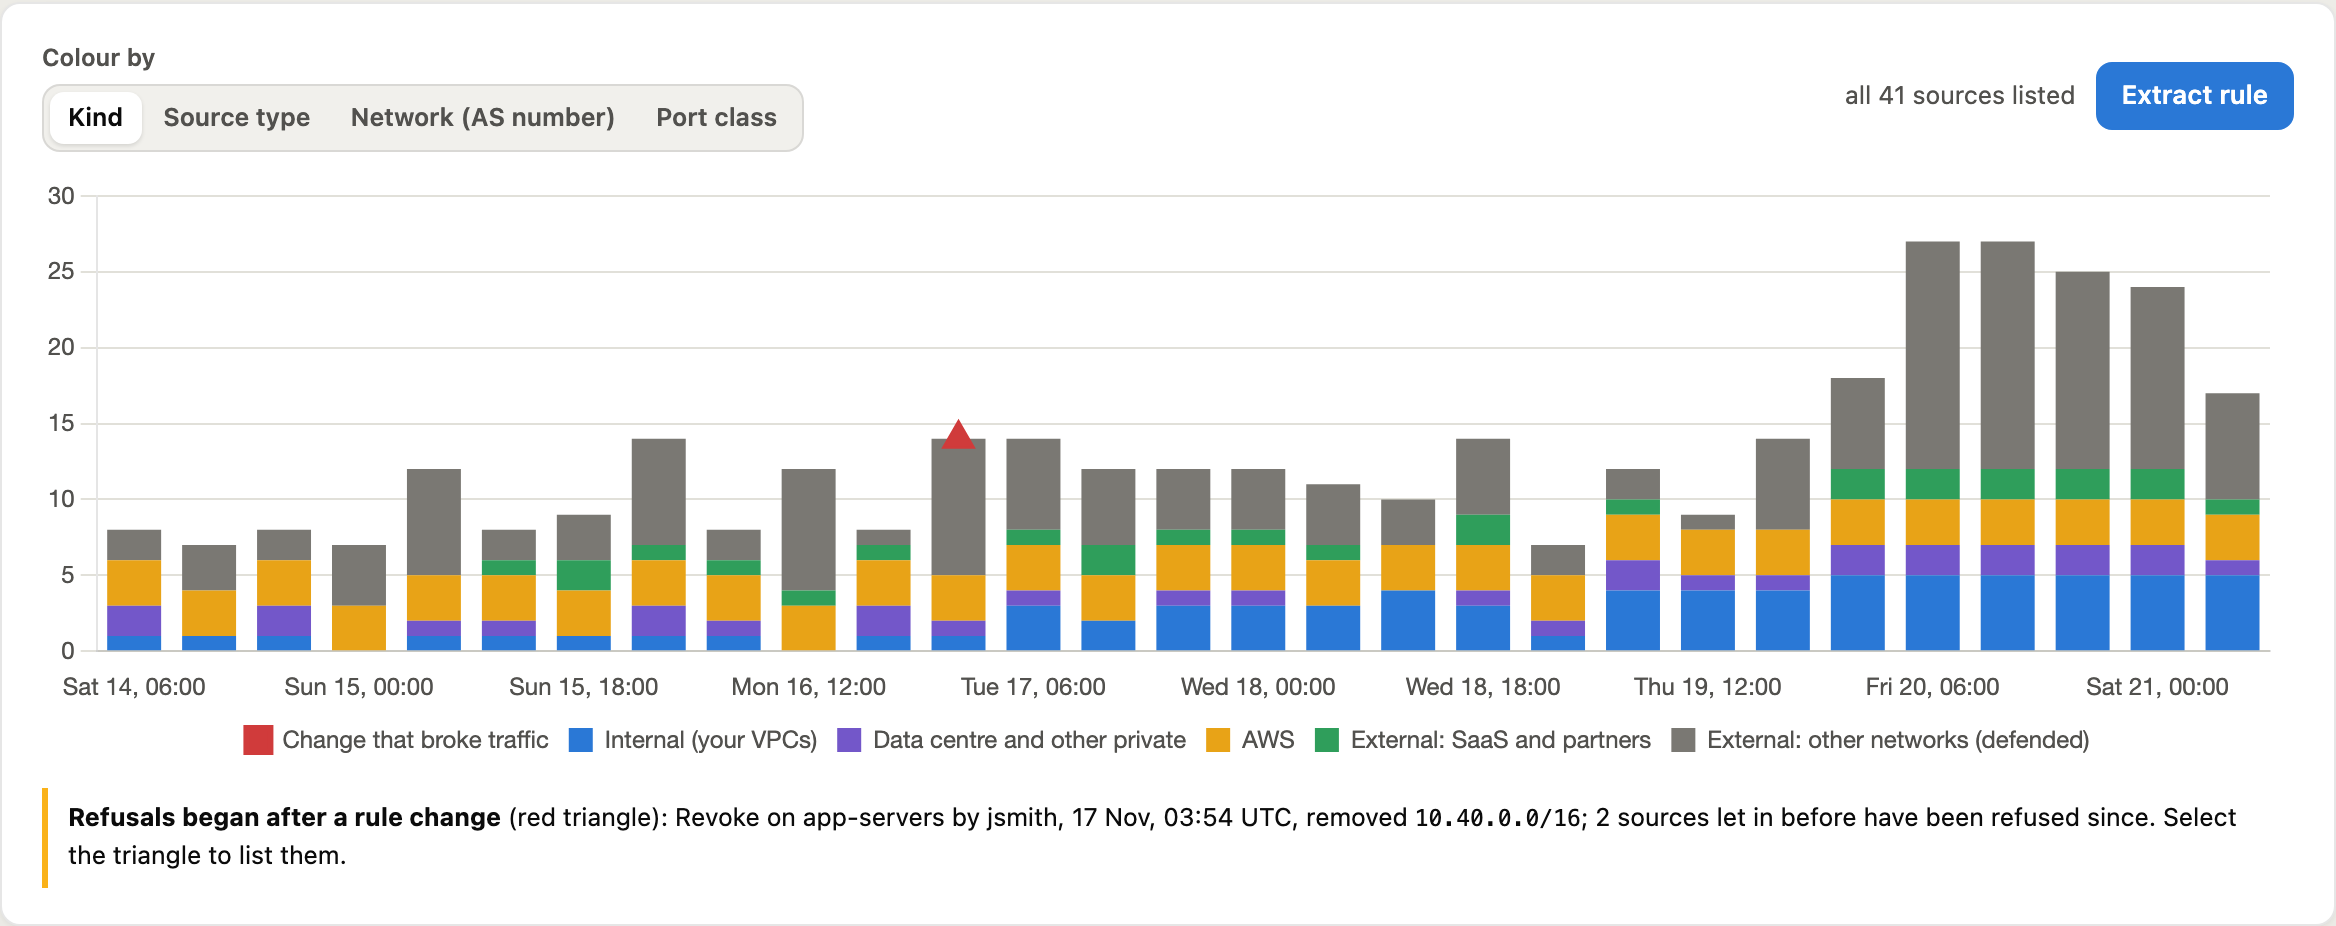 Colour by
Kind Source type Network (AS number) Port class
all 41 sources listed
Extract rule
30
25
20
15
10
5
0
Sat 14, 06:00 Sun 15, 00:00 Sun 15, 18:00 Mon 16, 12:00 Tue 17, 06:00 Wed 18, 00:00 Wed 18, 18:00 Thu 19, 12:00 Fri 20, 06:00 Sat 21, 00:00
Change that broke traffic Internal (your VPCs) Data centre and other private AWS External: SaaS and partners External: other networks (defended)
Refusals began after a rule change (red triangle): Revoke on app-servers by jsmith, 17 Nov, 03:54 UTC, removed 10.40.0.0/16; 2 sources let in before have been refused since. Select
the triangle to list them.